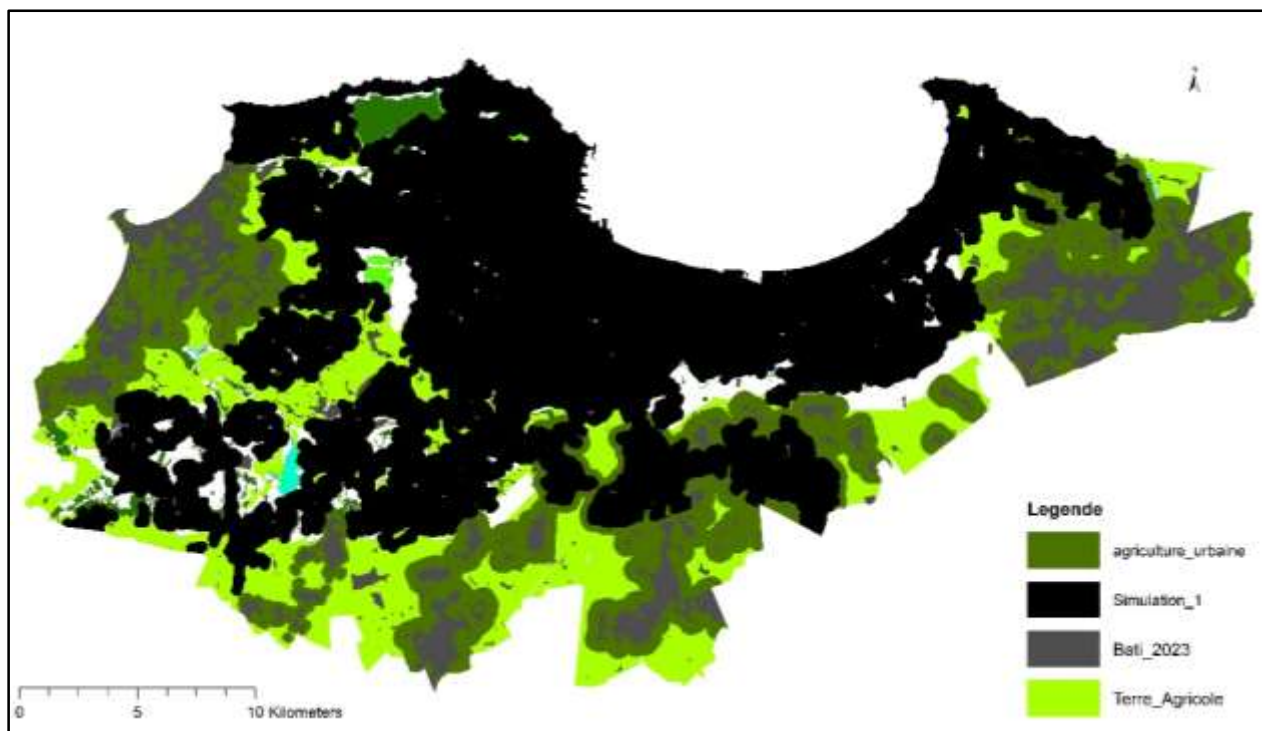 Legende
agriculture_urbaine
Simulation_1
Bati_2023
Terre_Agricole
0 5 10 Kilometers